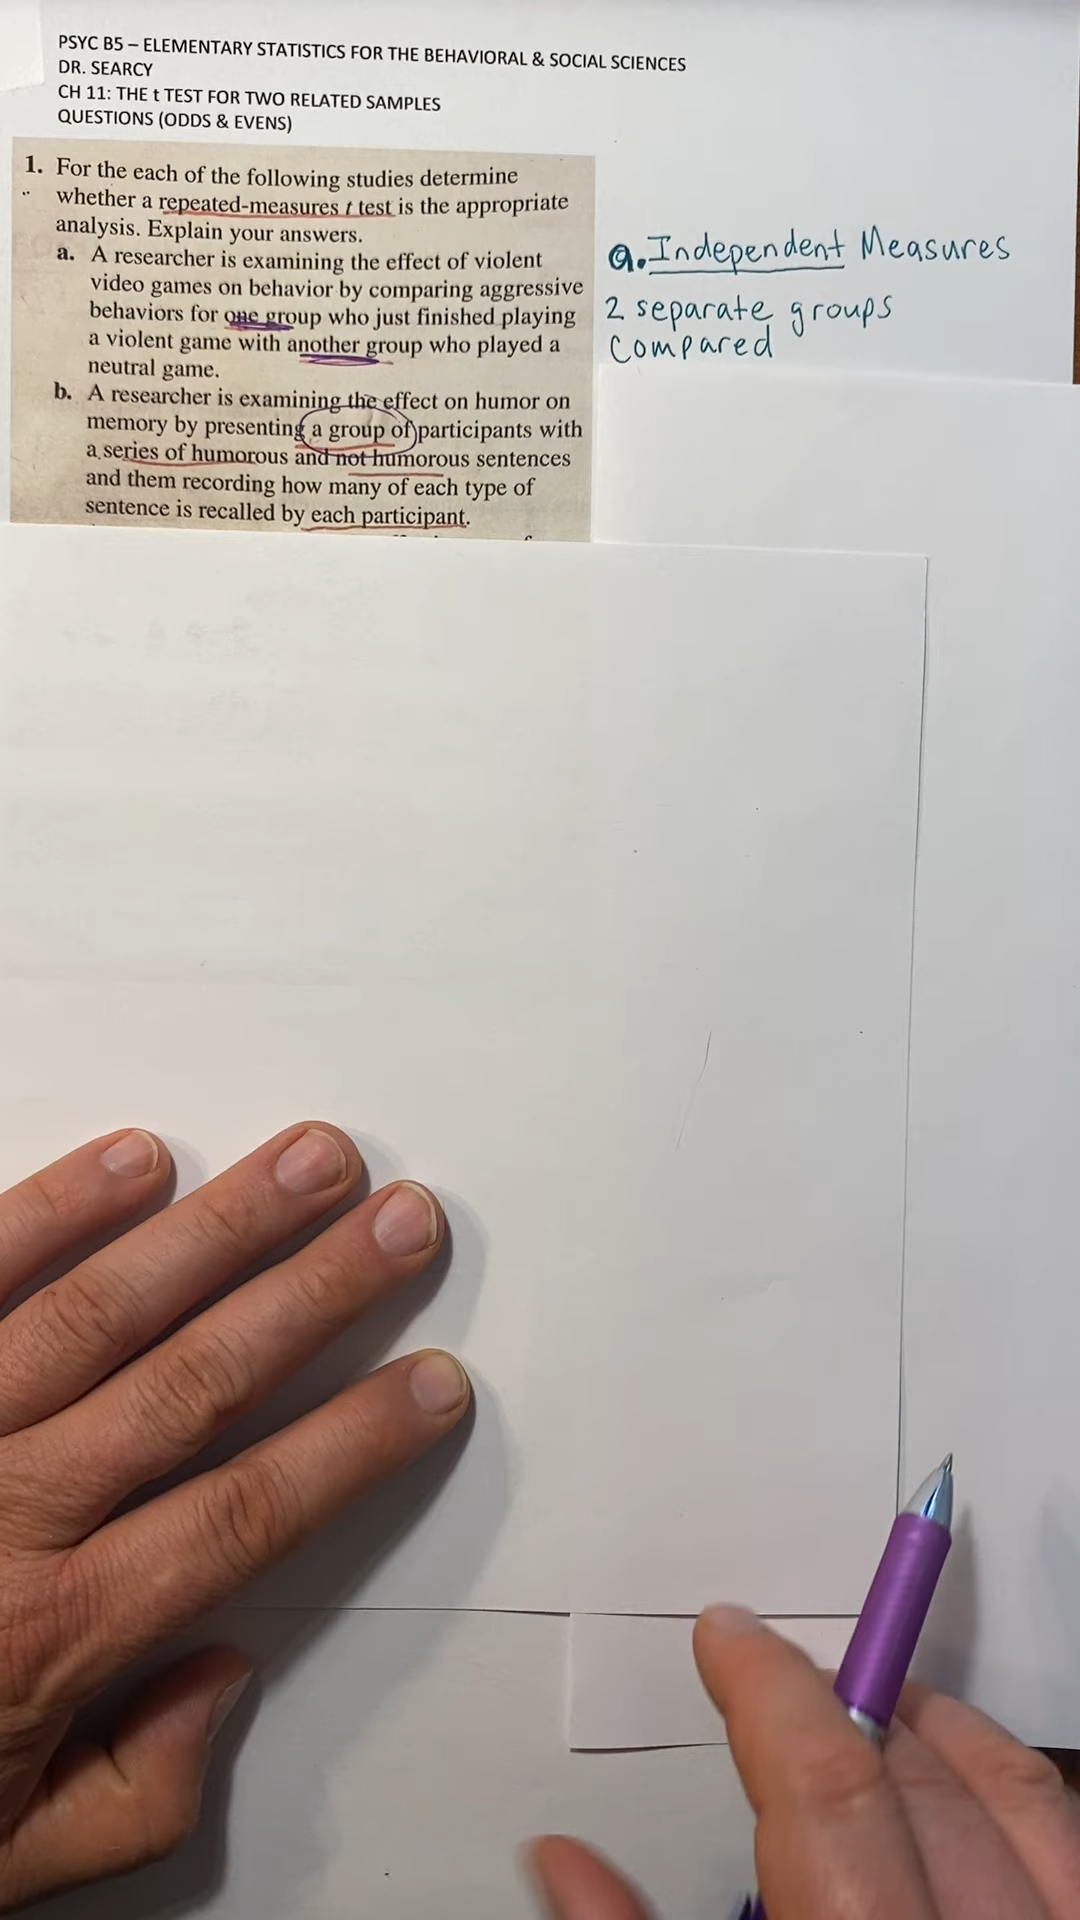 PSYC B5 – ELEMENTARY STATISTICS FOR THE BEHAVIORAL & SOCIAL SCIENCES
DR. SEARCY
CH 11: THE t TEST FOR TWO RELATED SAMPLES
QUESTIONS (ODDS & EVENS)
1. For the each of the following studies determine
whether a repeated-measures t test is the appropriate
analysis. Explain your answers.
a. A researcher is examining the effect of violent
video games on behavior by comparing aggressive
behaviors for one group who just finished playing
a violent game with another group who played a
neutral game.
b. A researcher is examining the effect on humor on
memory by presenting a group of participants with
a series of humorous and not humorous sentences
and them recording how many of each type of
sentence is recalled by each participant.
a. Independent Measures
2 separate groups
Compared